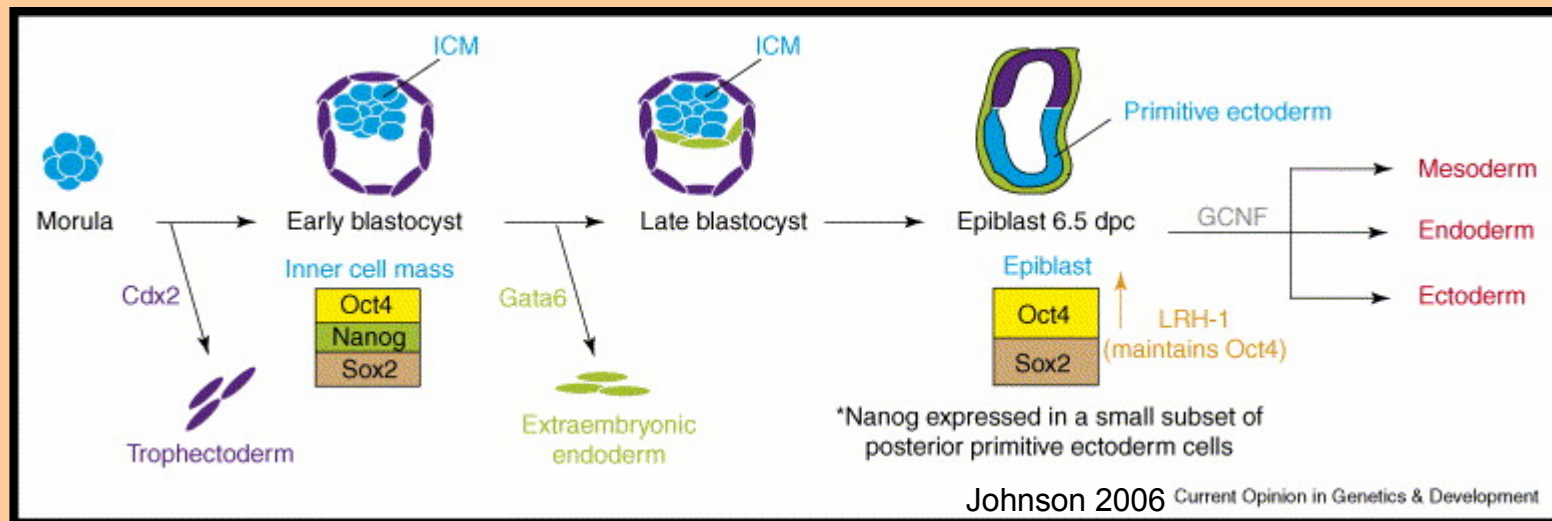 ICM
ICM
Primitive ectoderm
Morula
Early blastocyst
Late blastocyst
Epiblast 6.5 dpc
GCNF
Mesoderm
Endoderm
Ectoderm
Cdx2
Inner cell mass
Oct4
Nanog
Sox2
Gata6
Epiblast
Oct4
Sox2
LRH-1
(maintains Oct4)
Trophectoderm
Extraembryonic
endoderm
*Nanog expressed in a small subset of
posterior primitive ectoderm cells
Johnson 2006 Current Opinion in Genetics & Development